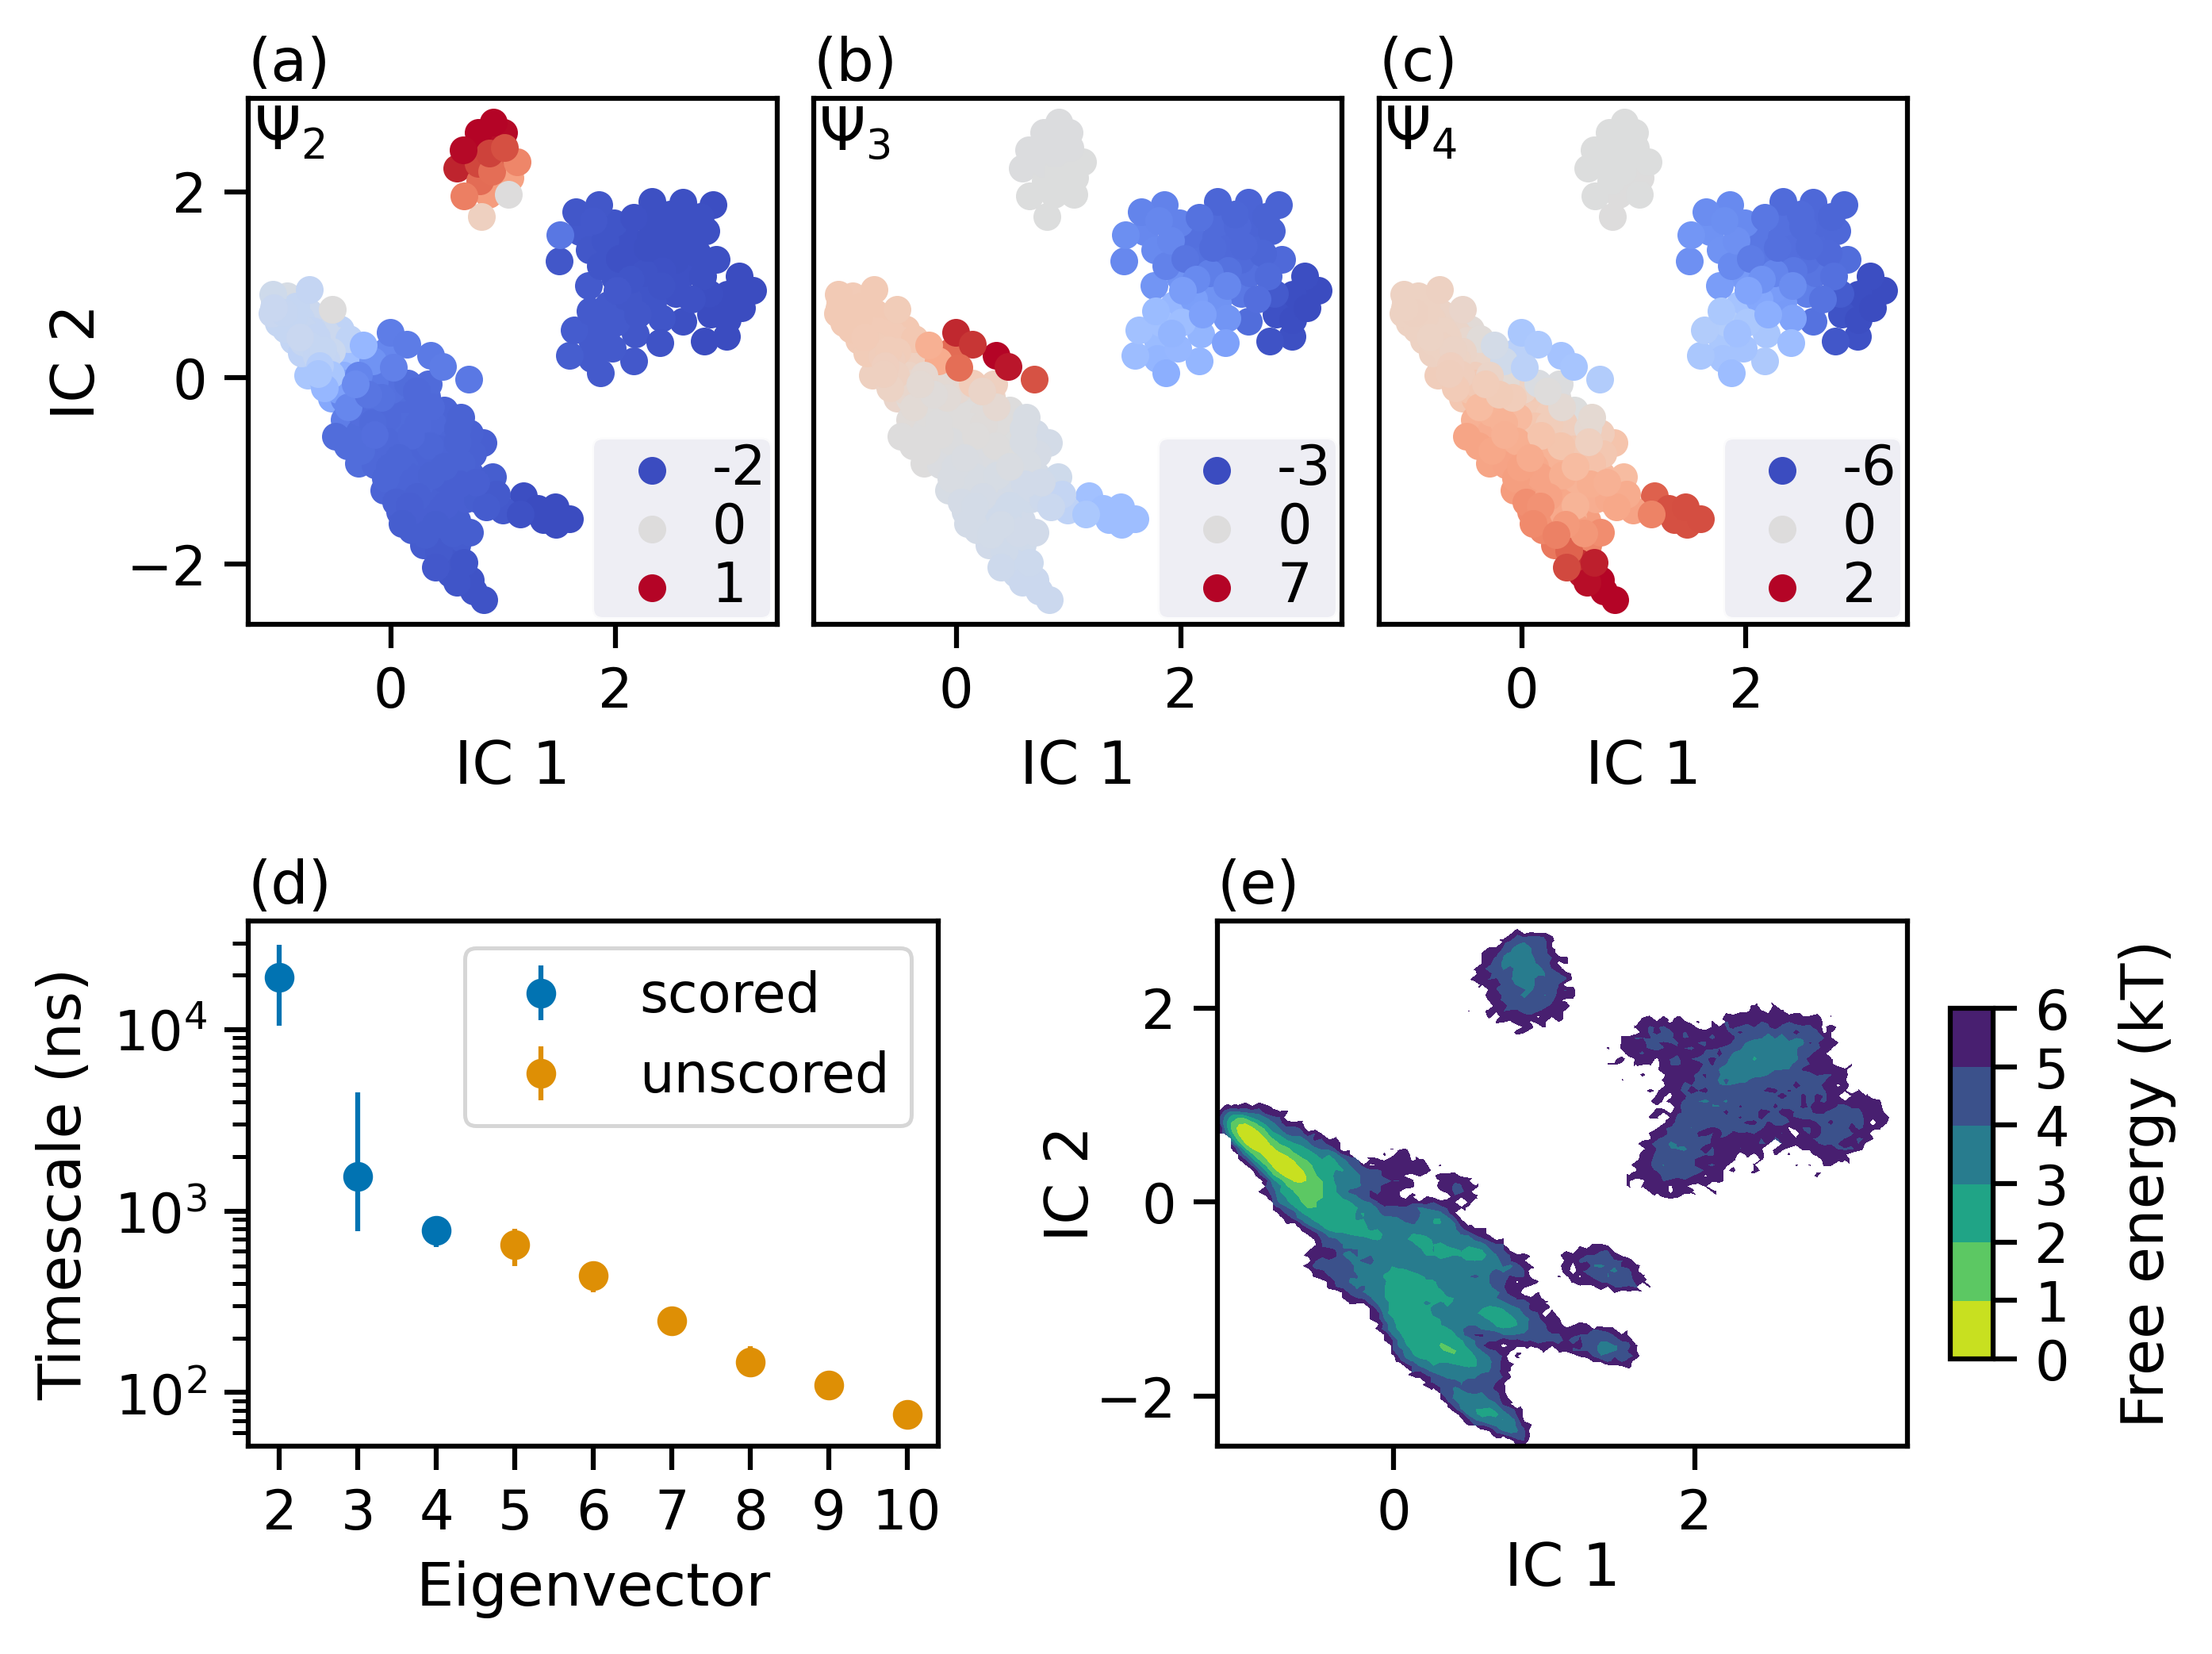 (a)
(b)
(c)
Ψ2
Ψ3
Ψ4
2
0
−2
IC 2
-2
0
1
-3
0
7
-6
0
2
0 2
0 2
0 2
IC 1
IC 1
IC 1
(d)
(e)
10^4
10^3
10^2
Timescale (ns)
scored
unscored
2 3 4 5 6 7 8 9 10
Eigenvector
2
0
−2
IC 2
0 2
IC 1
6
5
4
3
2
1
0
Free energy (kT)